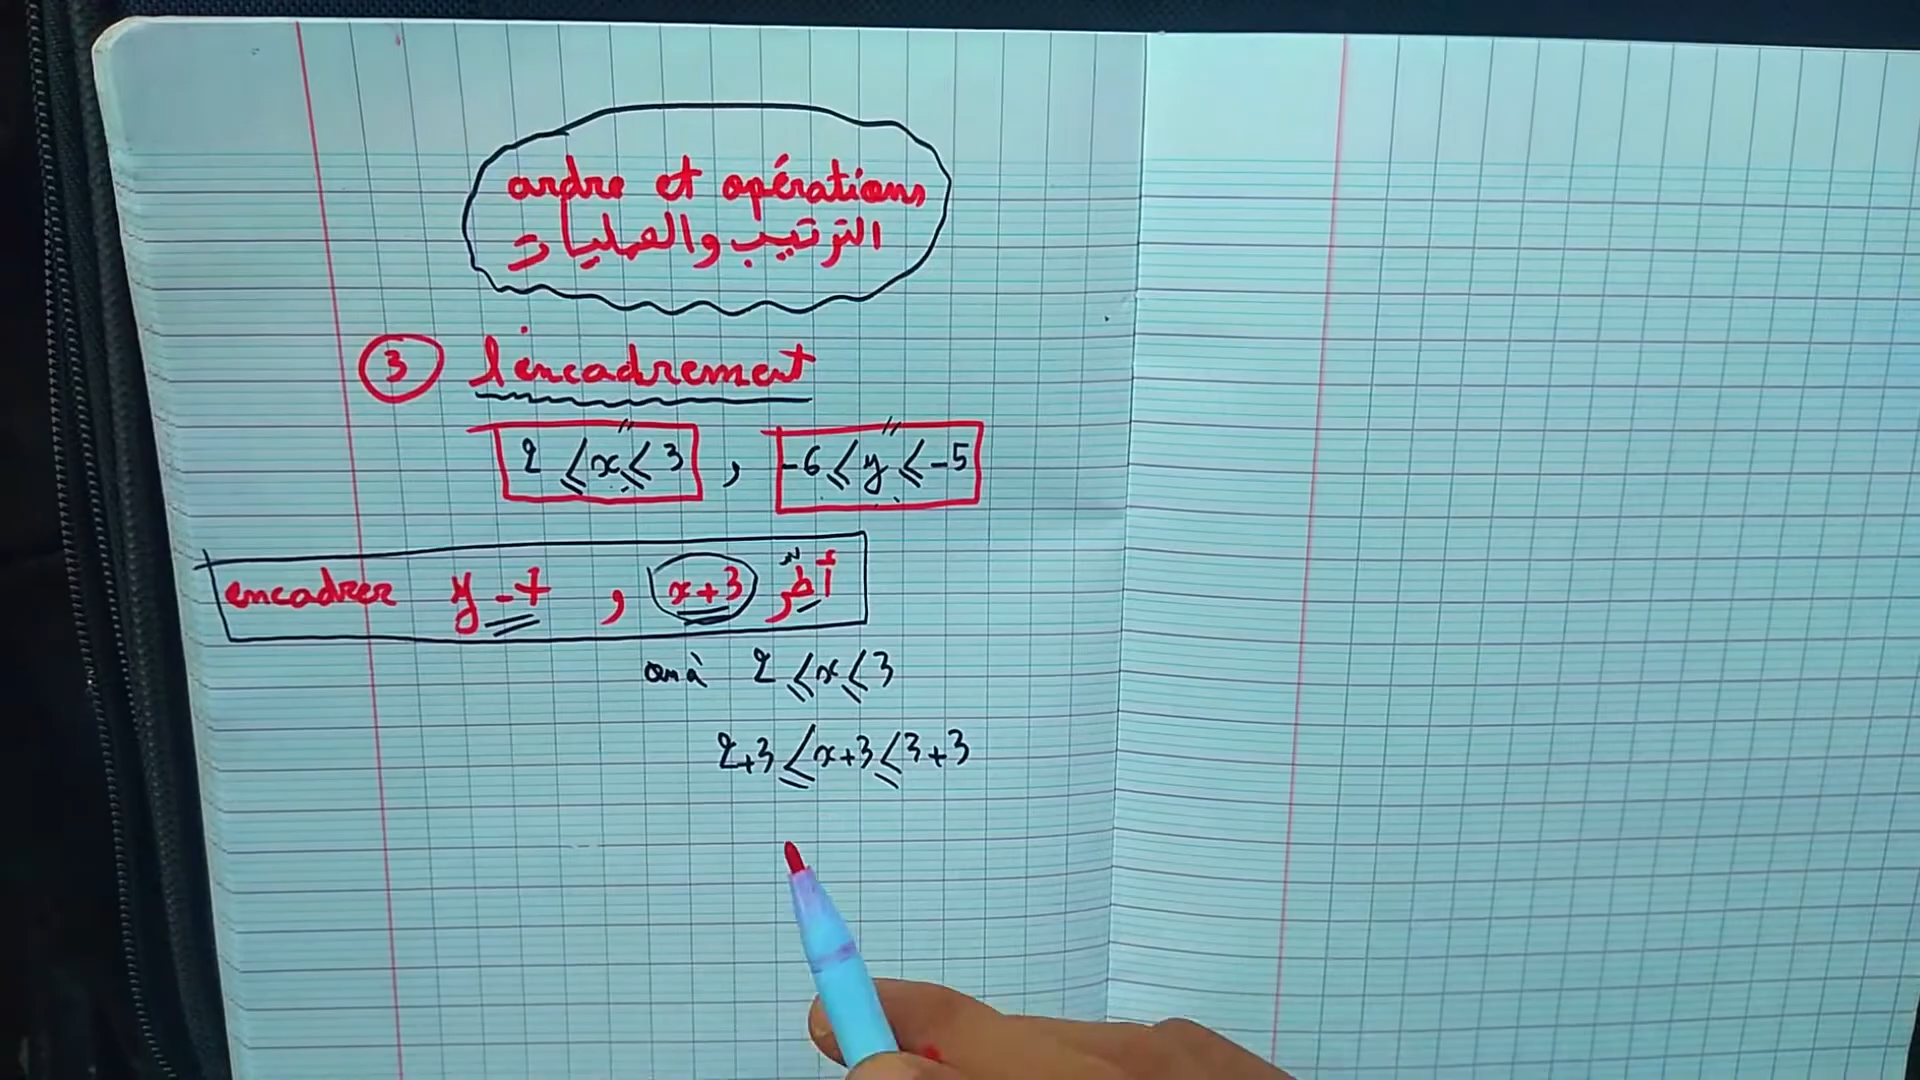 ordre et opérations
الترتيب والعمليات
3 l'encadrement
2 ≤ x ≤ 3 , -6 ≤ y ≤ -5
encadrer y - 7 , x+3 أطر
on à 2 ≤ x ≤ 3
2+3 ≤ x+3 ≤ 3+3